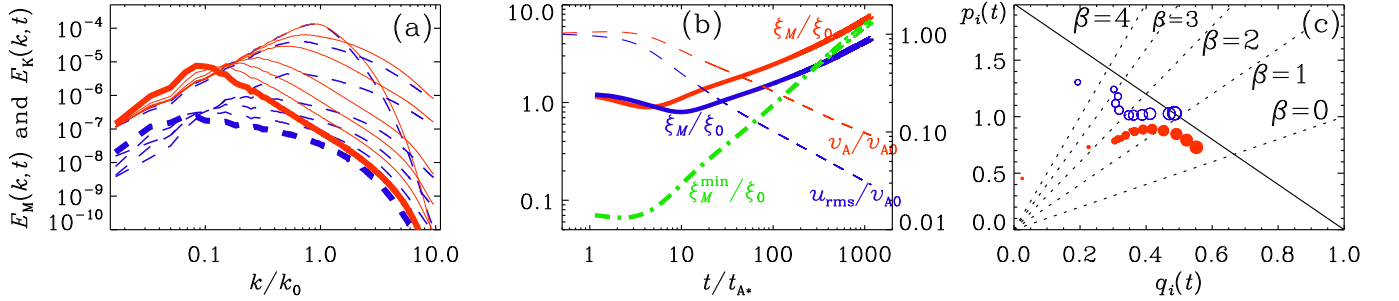 (a)
E_M(k,t) and E_K(k,t)
10^-4
10^-5
10^-6
10^-7
10^-8
10^-9
10^-10
0.1 1.0 10.0
k/k_0
(b)
10.0
1.0
0.1
1.00
0.10
0.01
ξ_M/ξ_0
ξ_M/ξ_0
v_A/v_A0
ξ_M^min/ξ_0
u_rms/v_A0
1 10 100 1000
t/t_A*
(c)
p_i(t)
2.0
1.5
1.0
0.5
0.0
β=4
β=3
β=2
β=1
β=0
0.0 0.2 0.4 0.6 0.8 1.0
q_i(t)